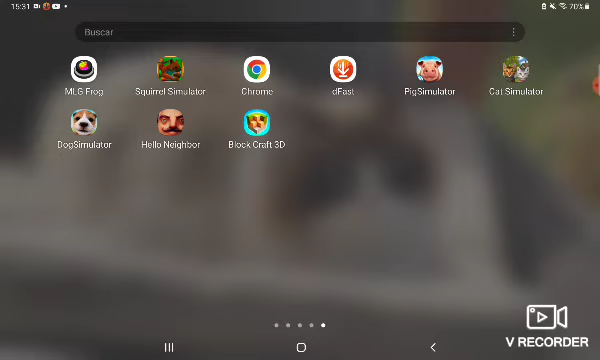 15:31
70%
Buscar
MLG Frog
Squirrel Simulator
Chrome
dFast
PigSimulator
Cat Simulator
DogSimulator
Hello Neighbor
Block Craft 3D
V RECORDER